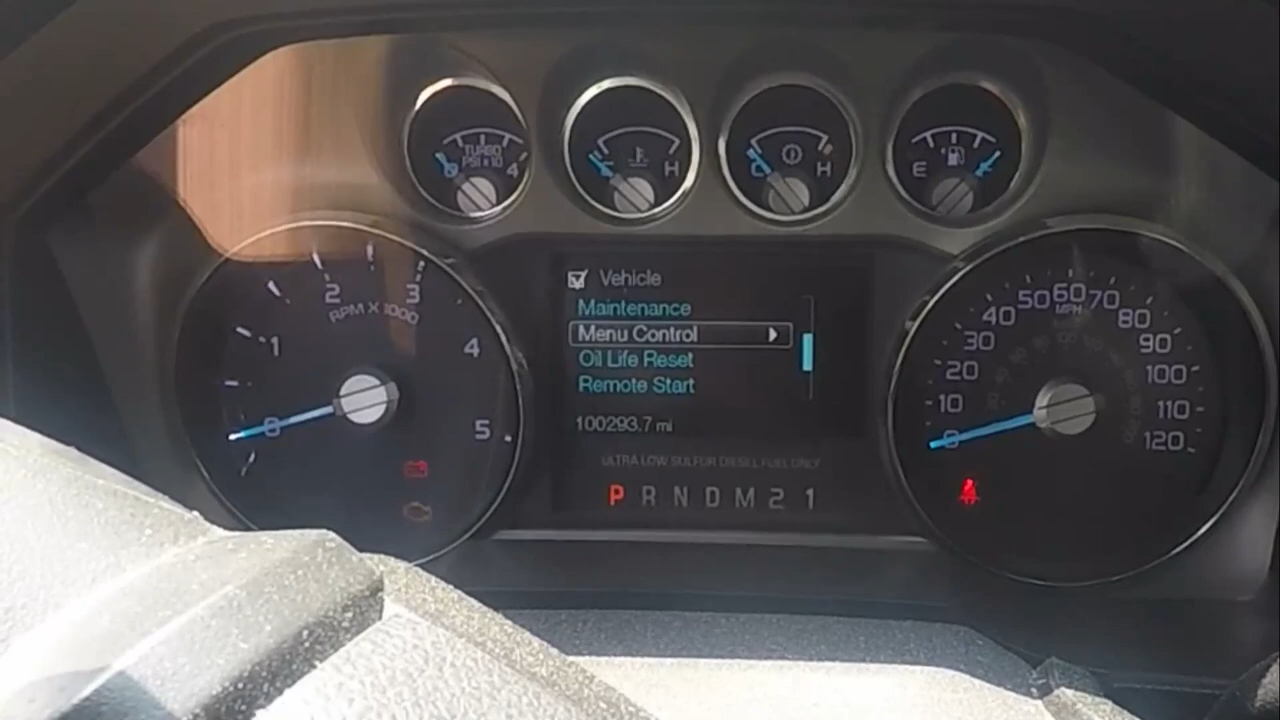 TURBO
PSI x 10
0 4
H
C H
E
1 2 3 4 5
0
RPM X 1000
Vehicle
Maintenance
Menu Control
Oil Life Reset
Remote Start
100293.7 mi
ULTRA LOW SULFUR DIESEL FUEL ONLY
P R N D M 2 1
0 10 20 30 40 50 60 70 80 90 100 110 120
MPH